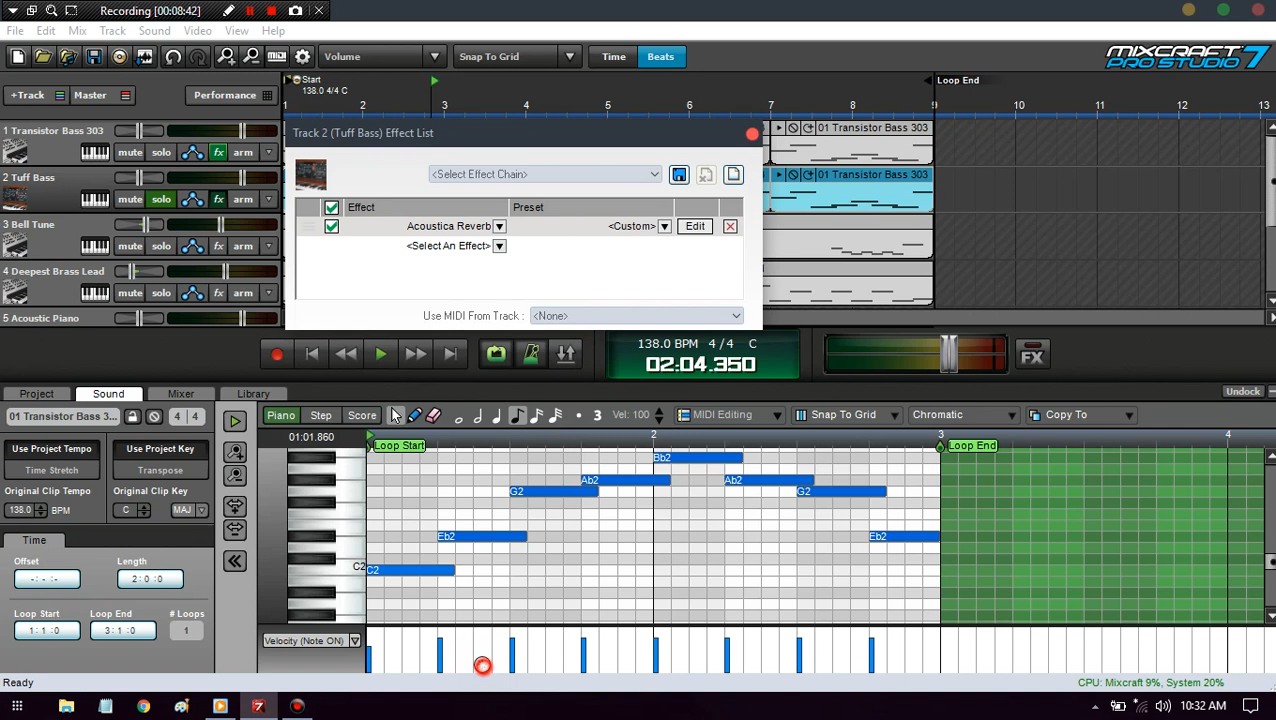 Recording [00:08:42]
File Edit Mix Track Sound Video View Help
Volume Snap To Grid Time Beats
MIXCRAFT PRO STUDIO 7
+Track Master Performance
Start
138.0 4/4 C
Loop End
1 2 3 4 5 6 7 8 9 10 11 12 13
Track 2 (Tuff Bass) Effect List
<Select Effect Chain>
Effect Preset
Acoustica Reverb <Custom> Edit
<Select An Effect>
Use MIDI From Track : <None>
1 Transistor Bass 303
mute solo fx arm
01 Transistor Bass 303
2 Tuff Bass
mute solo fx arm
01 Transistor Bass 303
3 Bell Tune
mute solo fx arm
4 Deepest Brass Lead
mute solo fx arm
5 Acoustic Piano
138.0 BPM 4/4 C
02:04.350
FX
Project Sound Mixer Library Undock
01 Transistor Bass 3... 4 4
Piano Step Score 3 Vel: 100 MIDI Editing Snap To Grid Chromatic Copy To
01:01.860 2 3 4
Loop Start Loop End
Use Project Tempo Use Project Key
Time Stretch Transpose
Original Clip Tempo Original Clip Key
138.0 BPM C MAJ
Time
Offset Length
-:-:- 2:0:0
Loop Start Loop End # Loops
1:1:0 3:1:0 1
Bb2
Ab2 Ab2
G2 G2
Eb2 Eb2
C2 C2
Velocity (Note ON)
Ready CPU: Mixcraft 9%, System 20%
7 10:32 AM